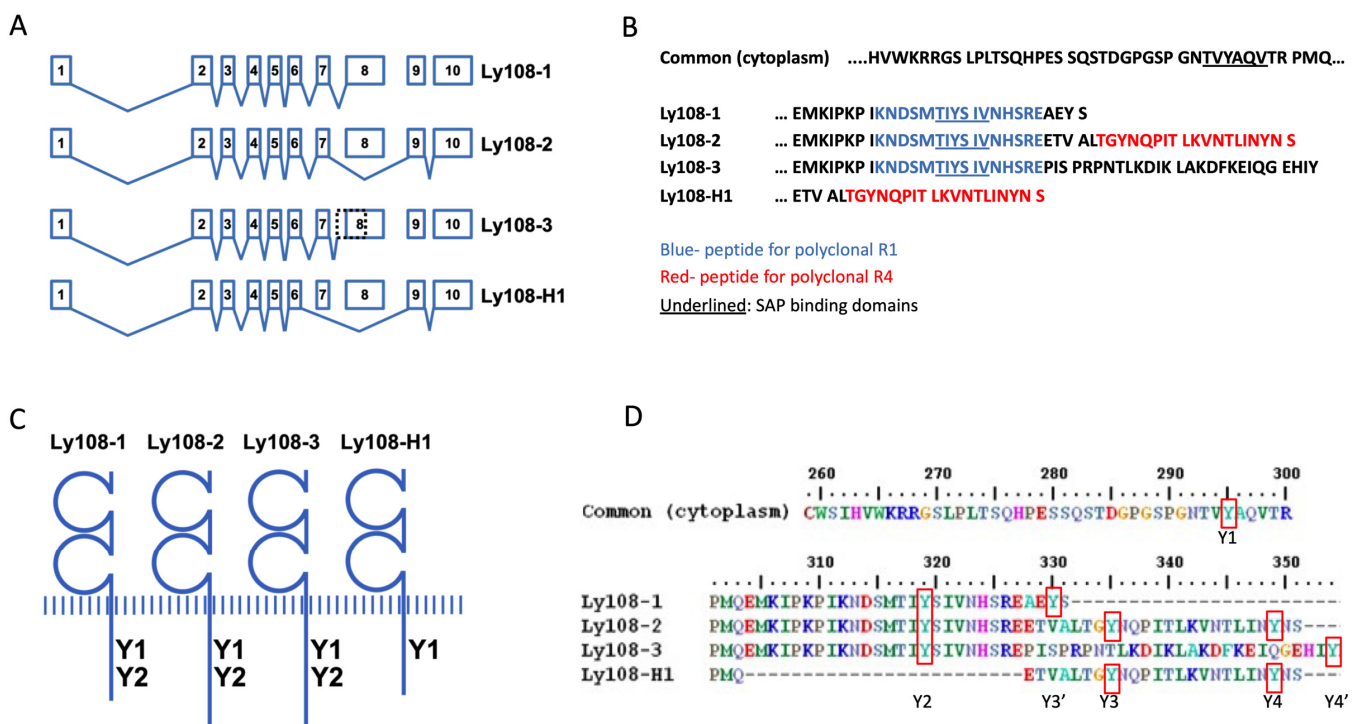 A
1 2 3 4 5 6 7 8 9 10 Ly108-1
1 2 3 4 5 6 7 8 9 10 Ly108-2
1 2 3 4 5 6 7 8 9 10 Ly108-3
1 2 3 4 5 6 7 8 9 10 Ly108-H1
B
Common (cytoplasm) ....HVWKRRGS LPLTSQHPES SQSTDGPGSP GNTVYAQVTR PMQ...
Ly108-1 ... EMKIPKP IKNDSMTIYS IVNHSREAEY S
Ly108-2 ... EMKIPKP IKNDSMTIYS IVNHSREETV ALTGYNQPIT LKVNTLINYN S
Ly108-3 ... EMKIPKP IKNDSMTIYS IVNHSREPIS PRPNTLKDIK LAKDFKEIQG EHIY
Ly108-H1 ... ETV ALTGYNQPIT LKVNTLINYN S
Blue- peptide for polyclonal R1
Red- peptide for polyclonal R4
Underlined: SAP binding domains
C
Ly108-1 Ly108-2 Ly108-3 Ly108-H1
Y1 Y1 Y1 Y1
Y2 Y2 Y2
D
260 270 280 290 300
Common (cytoplasm) CWSIHVWKRRGSLPLTSQHPESSQSTDGPGSPGNTVYAQVTR
Y1
310 320 330 340 350
Ly108-1 PMQEMKIPKPIKNDSMTIYSIVNHSREAEYS-----------------------
Ly108-2 PMQEMKIPKPIKNDSMTIYSIVNHSREETVALTGYNQPITLKVNTLINYNS---
Ly108-3 PMQEMKIPKPIKNDSMTIYSIVNHSREPISPRPNTLKDIKLAKDFKEIQGEHIY
Ly108-H1 PMQ------------------------ETVALTGYNQPITLKVNTLINYNS---
Y2 Y3' Y3 Y4 Y4'